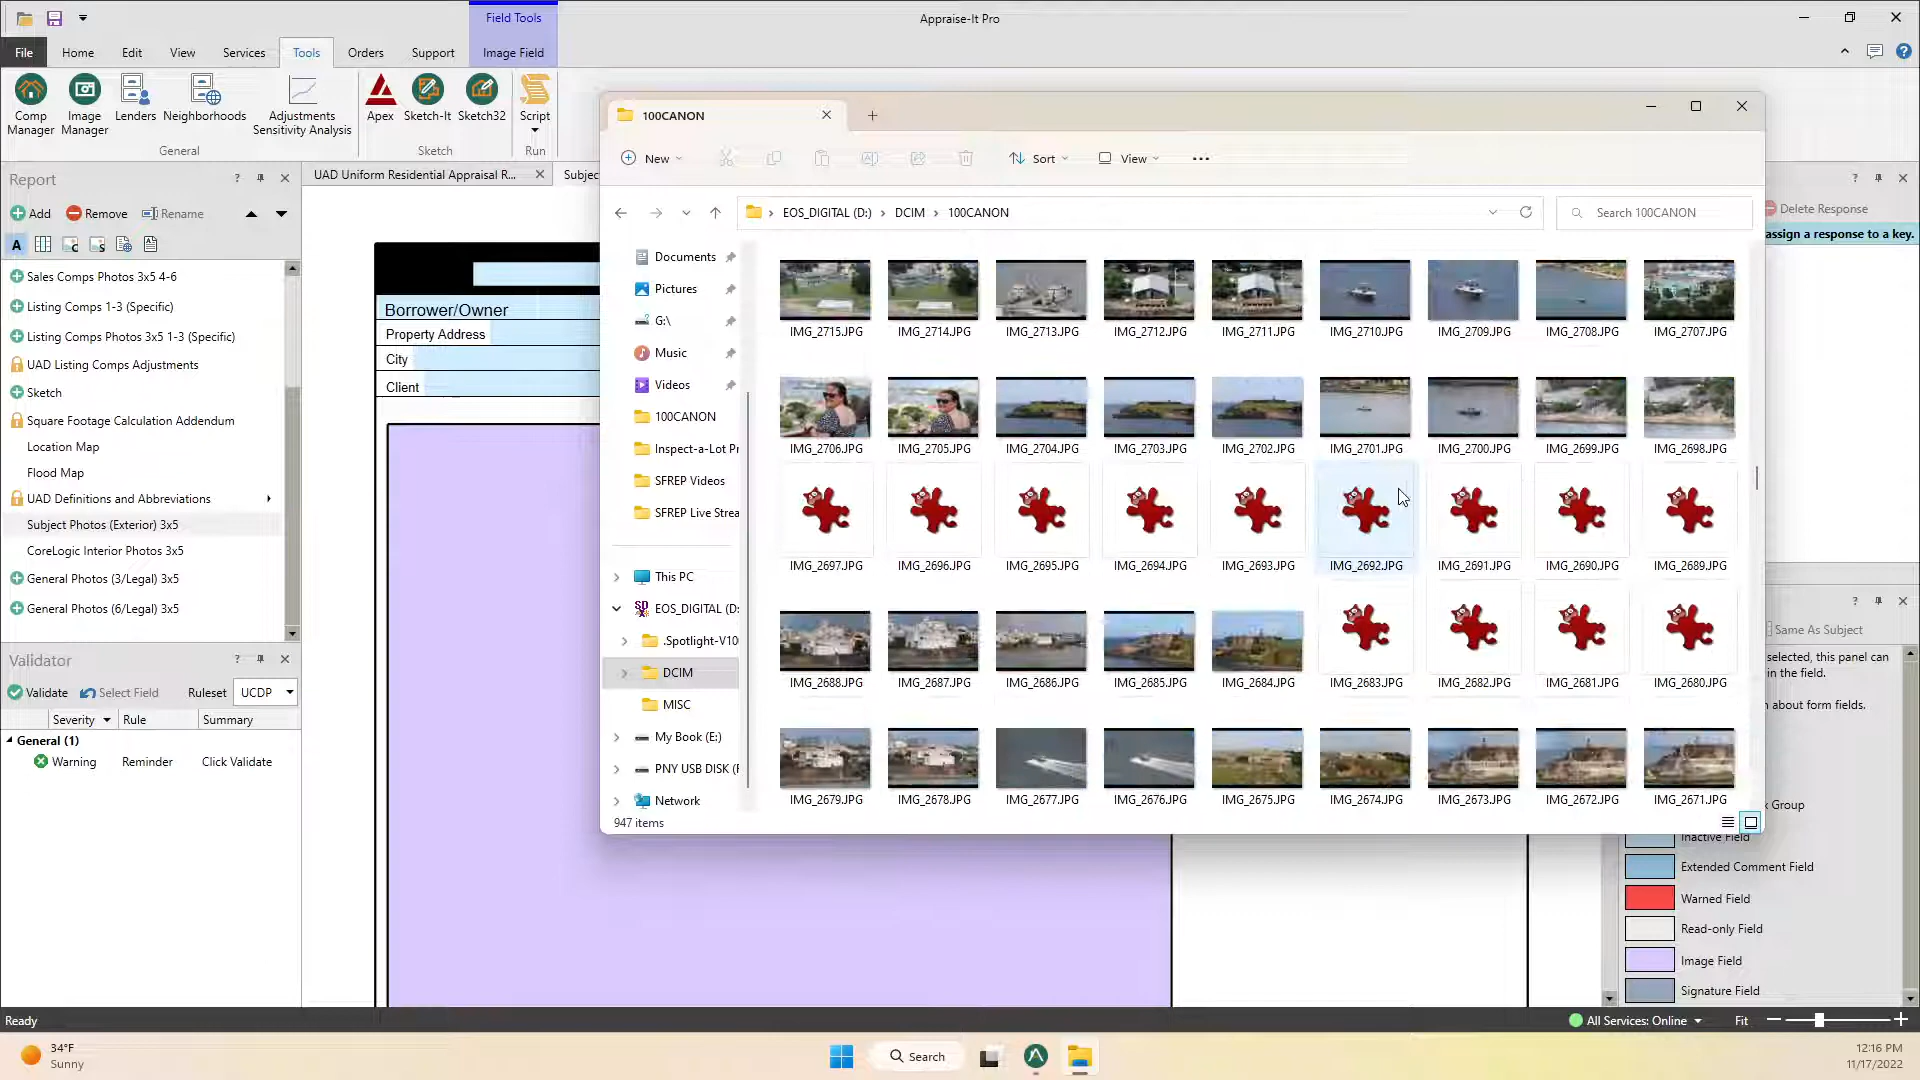 Field Tools
Appraise-It Pro
File
Home
Edit
View
Services
Tools
Orders
Support
Image Field
Comp Manager
Image Manager
Lenders
Neighborhoods
Adjustments Sensitivity Analysis
Apex
Sketch-It
Sketch32
Script
General
Sketch
Run
Report
Add
Remove
Rename
Sales Comps Photos 3x5 4-6
Listing Comps 1-3 (Specific)
Listing Comps Photos 3x5 1-3 (Specific)
UAD Listing Comps Adjustments
Sketch
Square Footage Calculation Addendum
Location Map
Flood Map
UAD Definitions and Abbreviations
Subject Photos (Exterior) 3x5
CoreLogic Interior Photos 3x5
General Photos (3/Legal) 3x5
General Photos (6/Legal) 3x5
Validator
Validate
Select Field
Ruleset
UCDP
Severity
Rule
Summary
General (1)
Warning
Reminder
Click Validate
UAD Uniform Residential Appraisal R...
Subjec
Borrower/Owner
Property Address
City
Client
100CANON
New
Sort
View
EOS_DIGITAL (D:)
DCIM
100CANON
Search 100CANON
Documents
Pictures
G:\
Music
Videos
100CANON
Inspect-a-Lot Pr
SFREP Videos
SFREP Live Strea
This PC
EOS_DIGITAL (D:
.Spotlight-V10
DCIM
MISC
My Book (E:)
PNY USB DISK (F
Network
947 items
IMG_2715.JPG
IMG_2714.JPG
IMG_2713.JPG
IMG_2712.JPG
IMG_2711.JPG
IMG_2710.JPG
IMG_2709.JPG
IMG_2708.JPG
IMG_2707.JPG
IMG_2706.JPG
IMG_2705.JPG
IMG_2704.JPG
IMG_2703.JPG
IMG_2702.JPG
IMG_2701.JPG
IMG_2700.JPG
IMG_2699.JPG
IMG_2698.JPG
IMG_2697.JPG
IMG_2696.JPG
IMG_2695.JPG
IMG_2694.JPG
IMG_2693.JPG
IMG_2692.JPG
IMG_2691.JPG
IMG_2690.JPG
IMG_2689.JPG
IMG_2688.JPG
IMG_2687.JPG
IMG_2686.JPG
IMG_2685.JPG
IMG_2684.JPG
IMG_2683.JPG
IMG_2682.JPG
IMG_2681.JPG
IMG_2680.JPG
IMG_2679.JPG
IMG_2678.JPG
IMG_2677.JPG
IMG_2676.JPG
IMG_2675.JPG
IMG_2674.JPG
IMG_2673.JPG
IMG_2672.JPG
IMG_2671.JPG
Delete Response
assign a response to a key.
Same As Subject
selected, this panel can
in the field.
about form fields.
Group
Inactive Field
Extended Comment Field
Warned Field
Read-only Field
Image Field
Signature Field
Ready
All Services: Online
Fit
34°F
Sunny
Search
12:16 PM
11/17/2022